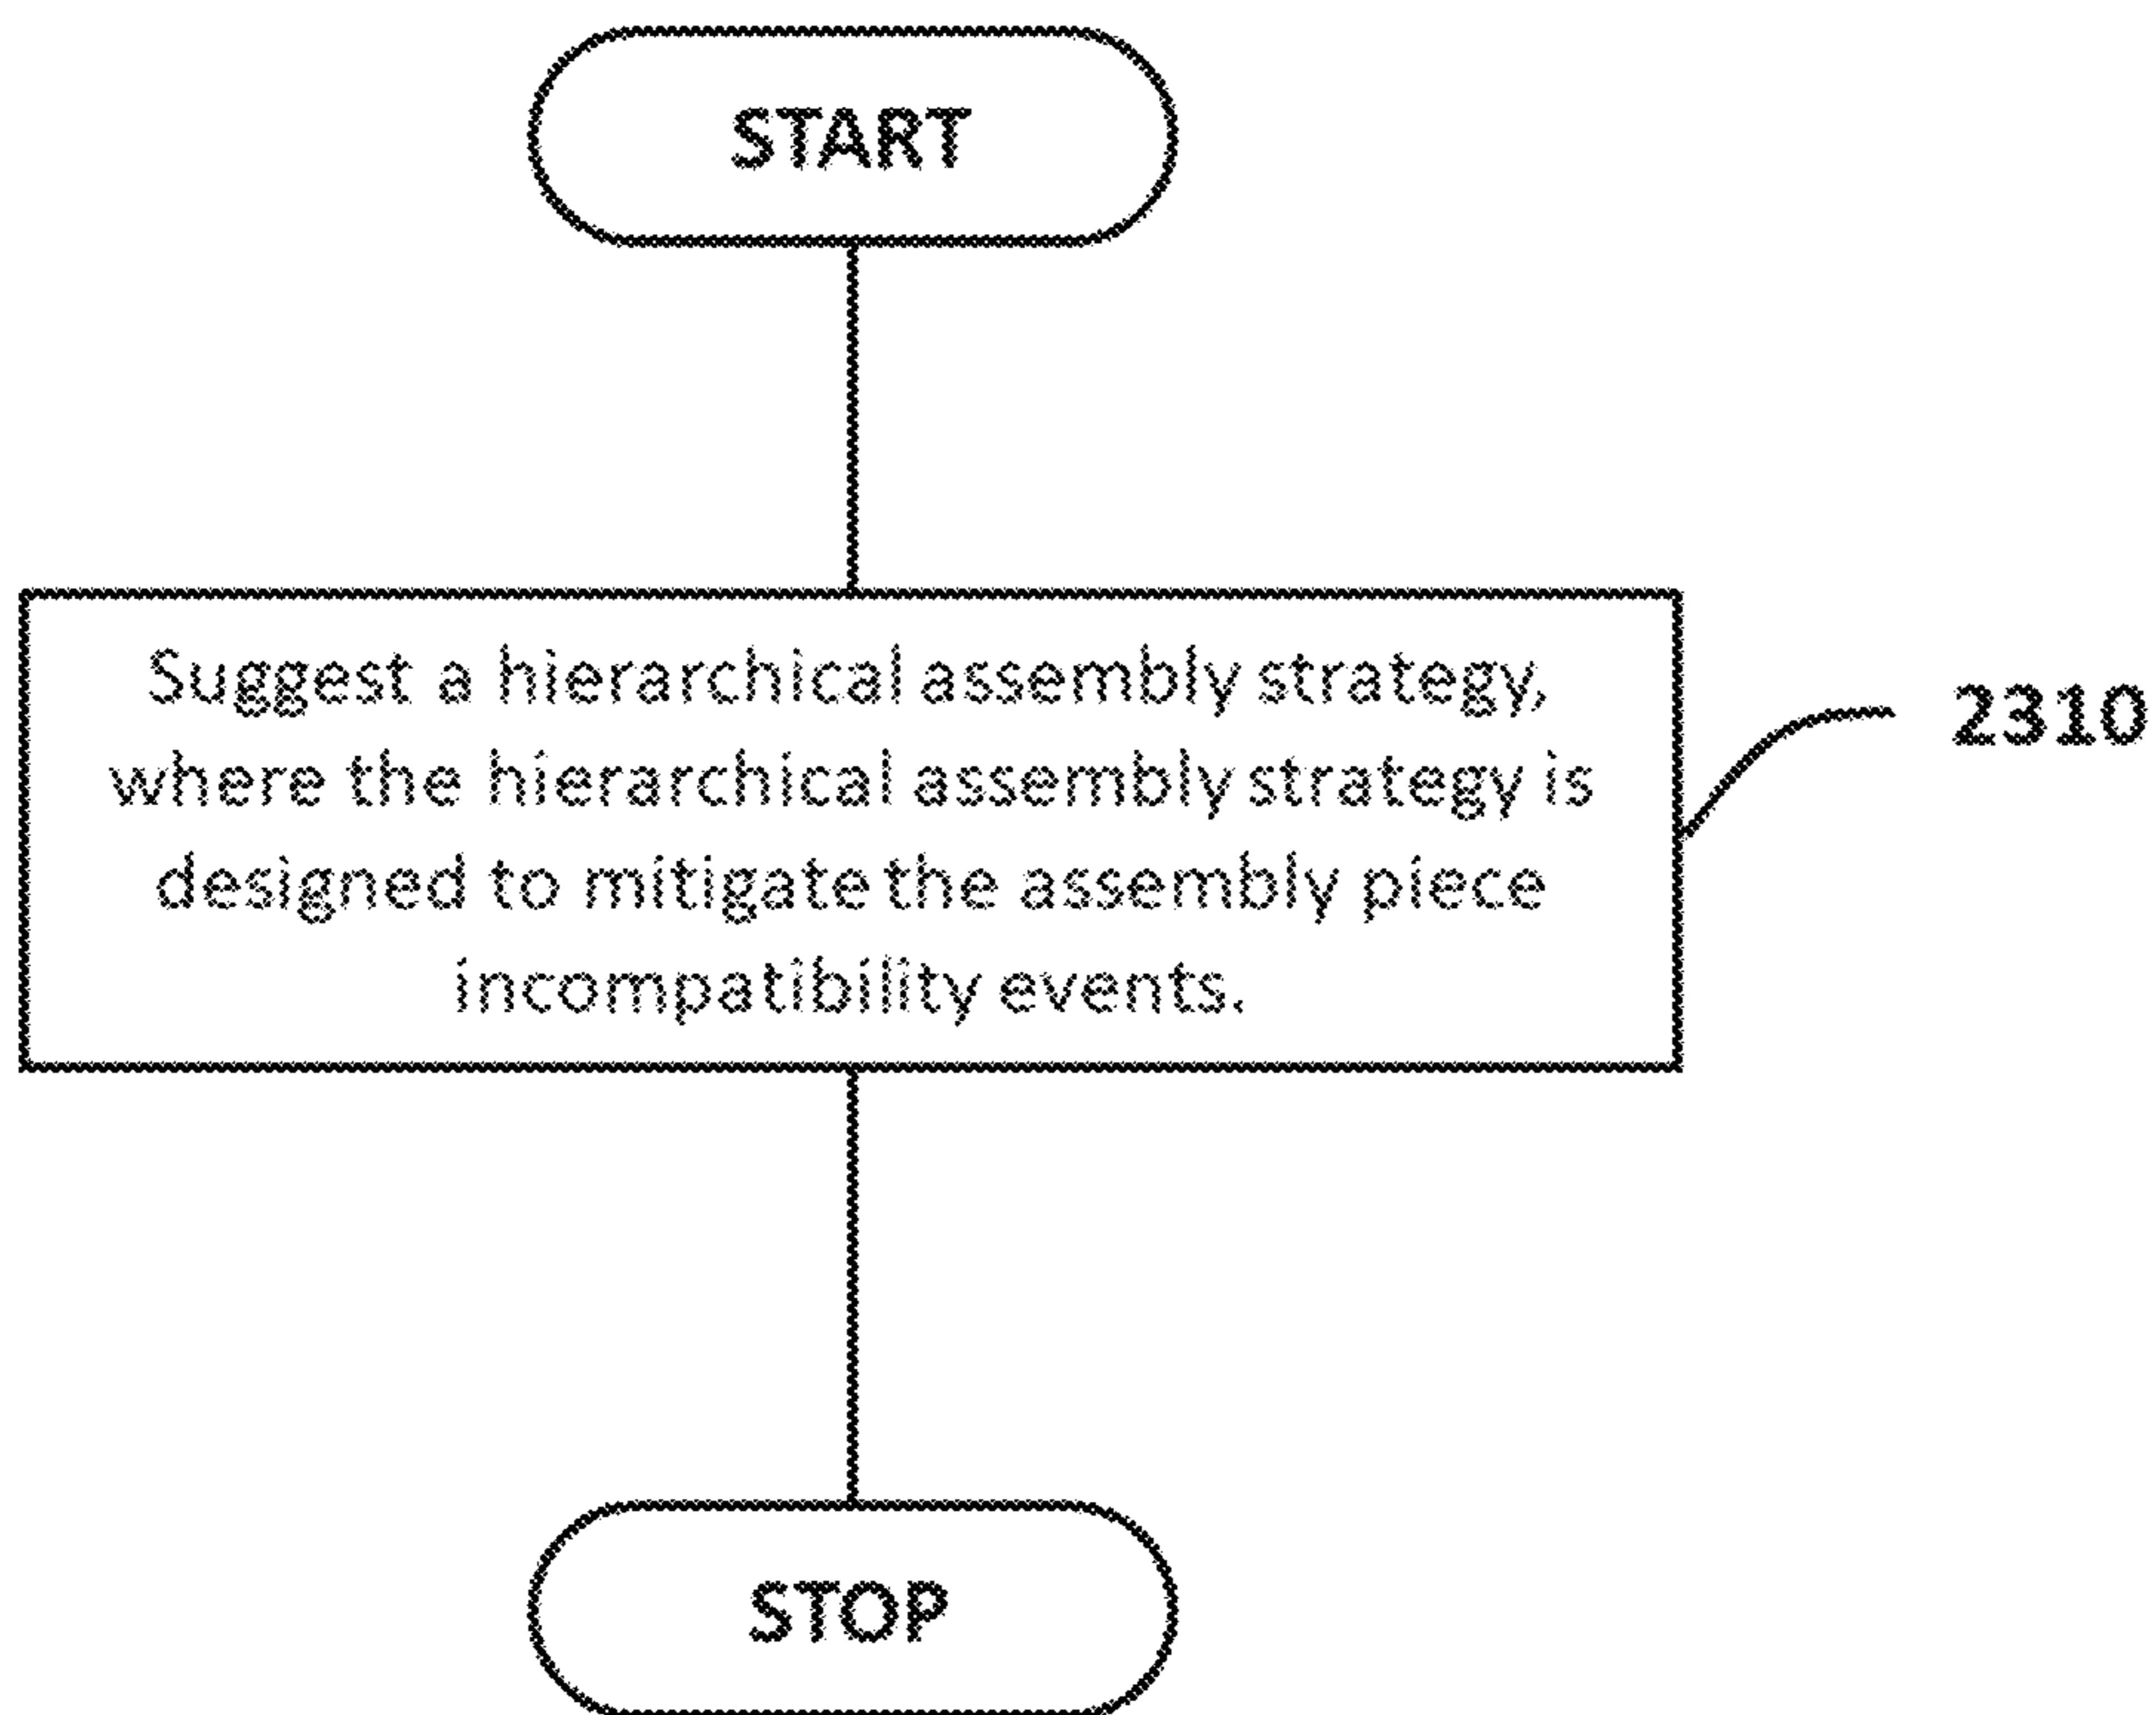 START
Suggest a hierarchical assembly strategy,
where the hierarchical assembly strategy is
designed to mitigate the assembly piece
incompatibility events.
2310
STOP